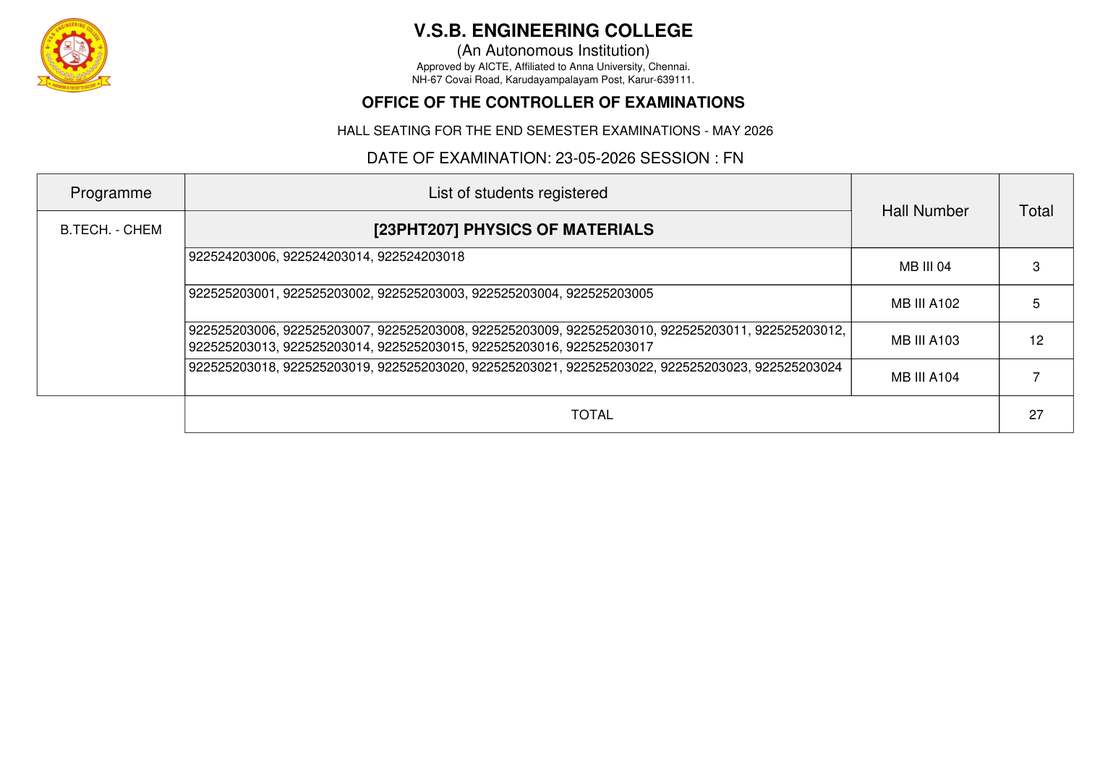 V.S.B. ENGINEERING COLLEGE
(An Autonomous Institution)
Approved by AICTE, Affiliated to Anna University, Chennai.
NH-67 Covai Road, Karudayampalayam Post, Karur-639111.
OFFICE OF THE CONTROLLER OF EXAMINATIONS
HALL SEATING FOR THE END SEMESTER EXAMINATIONS - MAY 2026
DATE OF EXAMINATION: 23-05-2026 SESSION : FN
Programme
List of students registered
Hall Number
Total
B.TECH. - CHEM
[23PHT207] PHYSICS OF MATERIALS
922524203006, 922524203014, 922524203018
MB III 04
3
922525203001, 922525203002, 922525203003, 922525203004, 922525203005
MB III A102
5
922525203006, 922525203007, 922525203008, 922525203009, 922525203010, 922525203011, 922525203012,
922525203013, 922525203014, 922525203015, 922525203016, 922525203017
MB III A103
12
922525203018, 922525203019, 922525203020, 922525203021, 922525203022, 922525203023, 922525203024
MB III A104
7
TOTAL
27